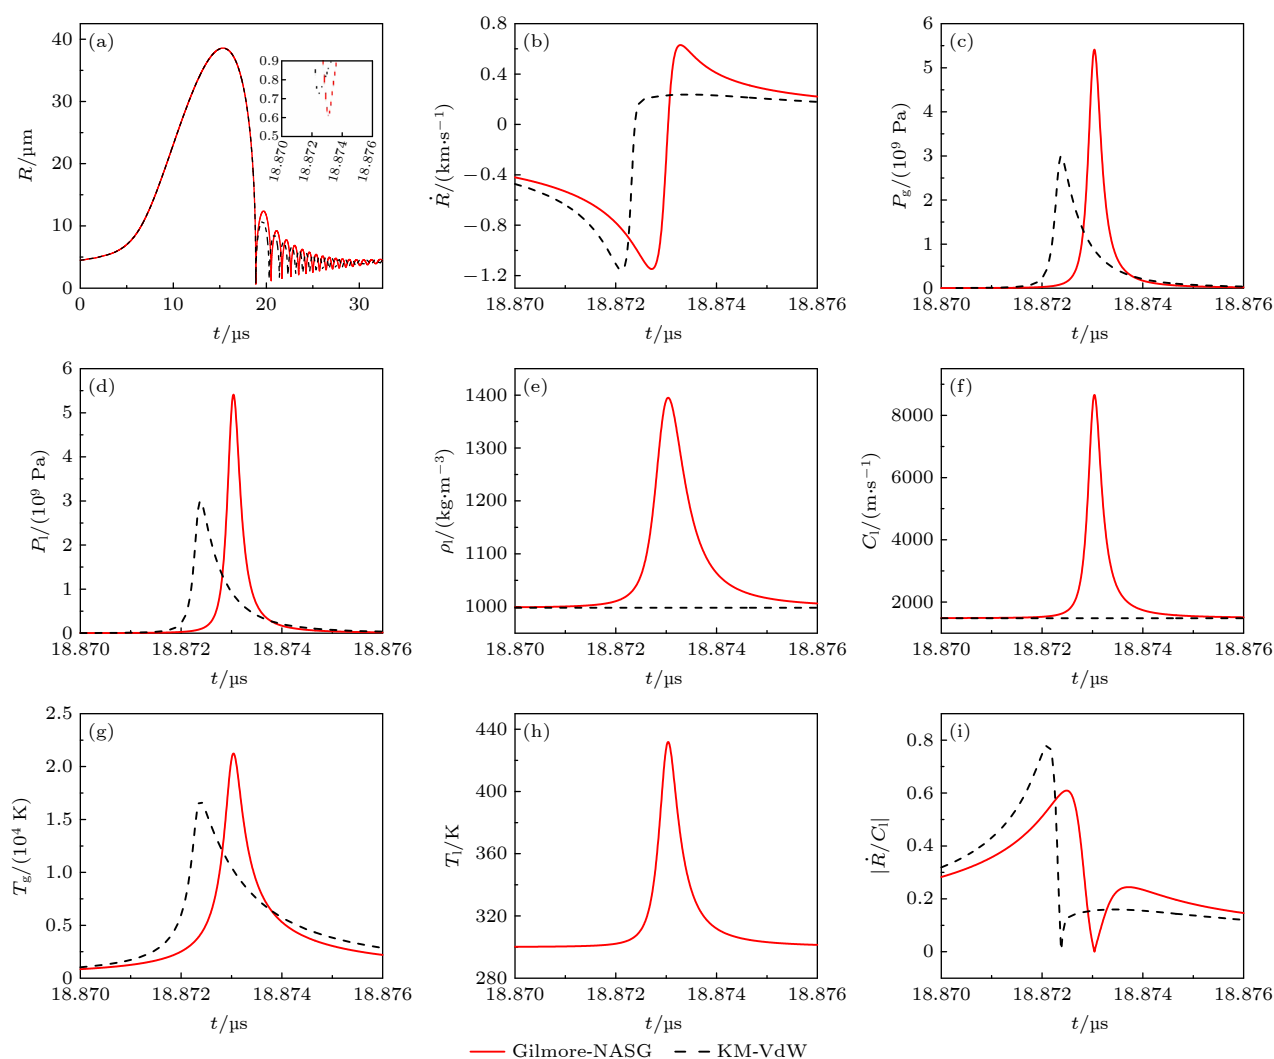 (a)
R/µm
40
30
20
10
0
0 10 20 30
t/µs
0.9
0.8
0.7
0.6
0.5
18.870 18.872 18.874 18.876
(b)
Ṙ/(km·s⁻¹)
0.8
0.4
0
−0.4
−0.8
−1.2
18.870 18.872 18.874 18.876
t/µs
(c)
Pg/(10⁹ Pa)
6
5
4
3
2
1
0
18.870 18.872 18.874 18.876
t/µs
(d)
Pl/(10⁹ Pa)
6
5
4
3
2
1
0
18.870 18.872 18.874 18.876
t/µs
(e)
ρl/(kg·m⁻³)
1400
1300
1200
1100
1000
18.870 18.872 18.874 18.876
t/µs
(f)
Cl/(m·s⁻¹)
8000
6000
4000
2000
18.870 18.872 18.874 18.876
t/µs
(g)
Tg/(10⁴ K)
2.5
2.0
1.5
1.0
0.5
0
18.870 18.872 18.874 18.876
t/µs
(h)
Tl/K
440
400
360
320
280
18.870 18.872 18.874 18.876
t/µs
(i)
|Ṙ/Cl|
0.8
0.6
0.4
0.2
0
18.870 18.872 18.874 18.876
t/µs
Gilmore-NASG KM-VdW